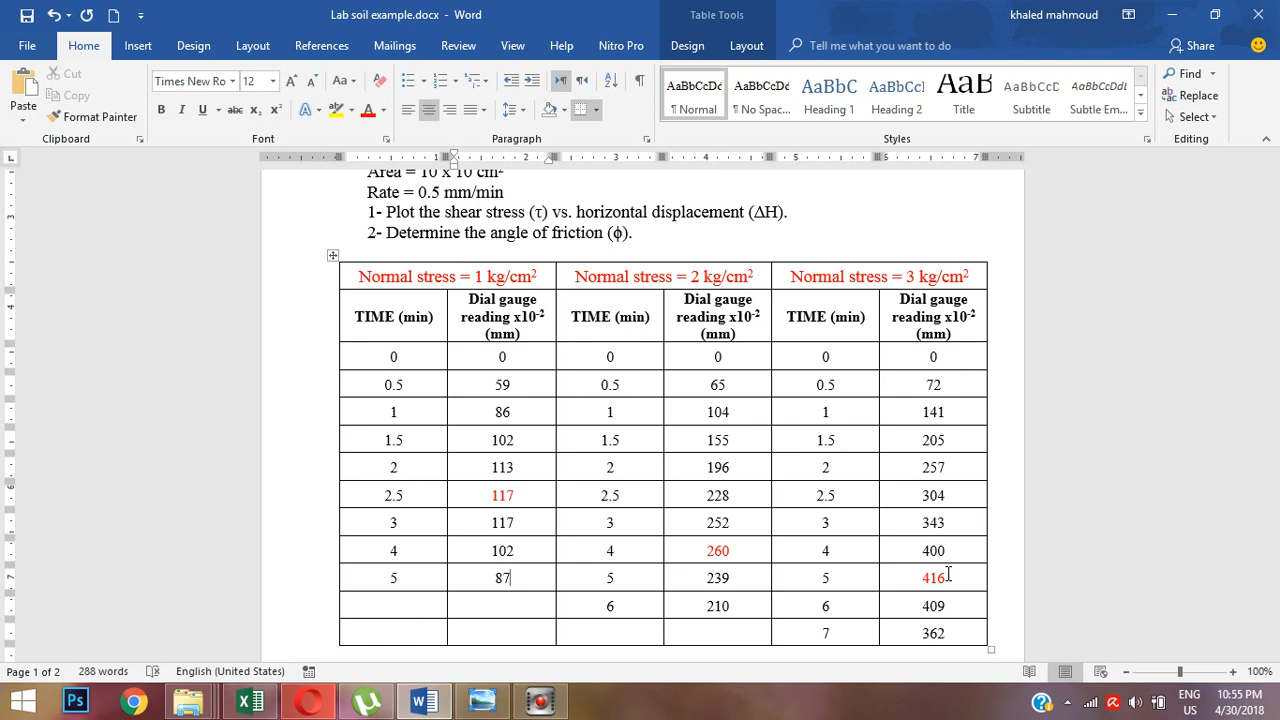 Lab soil example.docx - Word
Table Tools
khaled mahmoud
File
Home
Insert
Design
Layout
References
Mailings
Review
View
Help
Nitro Pro
Design
Layout
Tell me what you want to do
Share
Paste
Cut
Copy
Format Painter
Clipboard
Times New Ro
12
Font
Paragraph
AaBbCcDd
AaBbCcDd
AaBbC
AaBbCcl
AaB
AaBbCcD
AaBbCcDd
¶ Normal
¶ No Spac...
Heading 1
Heading 2
Title
Subtitle
Subtle Em...
Styles
Find
Replace
Select
Editing
Area = 10 x 10 cm²
Rate = 0.5 mm/min
1- Plot the shear stress (τ) vs. horizontal displacement (ΔH).
2- Determine the angle of friction (ϕ).
Normal stress = 1 kg/cm² Normal stress = 2 kg/cm² Normal stress = 3 kg/cm²
TIME (min) Dial gauge reading x10⁻² (mm) TIME (min) Dial gauge reading x10⁻² (mm) TIME (min) Dial gauge reading x10⁻² (mm)
0 0 0 0 0 0
0.5 59 0.5 65 0.5 72
1 86 1 104 1 141
1.5 102 1.5 155 1.5 205
2 113 2 196 2 257
2.5 117 2.5 228 2.5 304
3 117 3 252 3 343
4 102 4 260 4 400
5 87 5 239 5 416
6 210 6 409
7 362
Page 1 of 2
288 words
English (United States)
100%
ENG
US
10:55 PM
4/30/2018